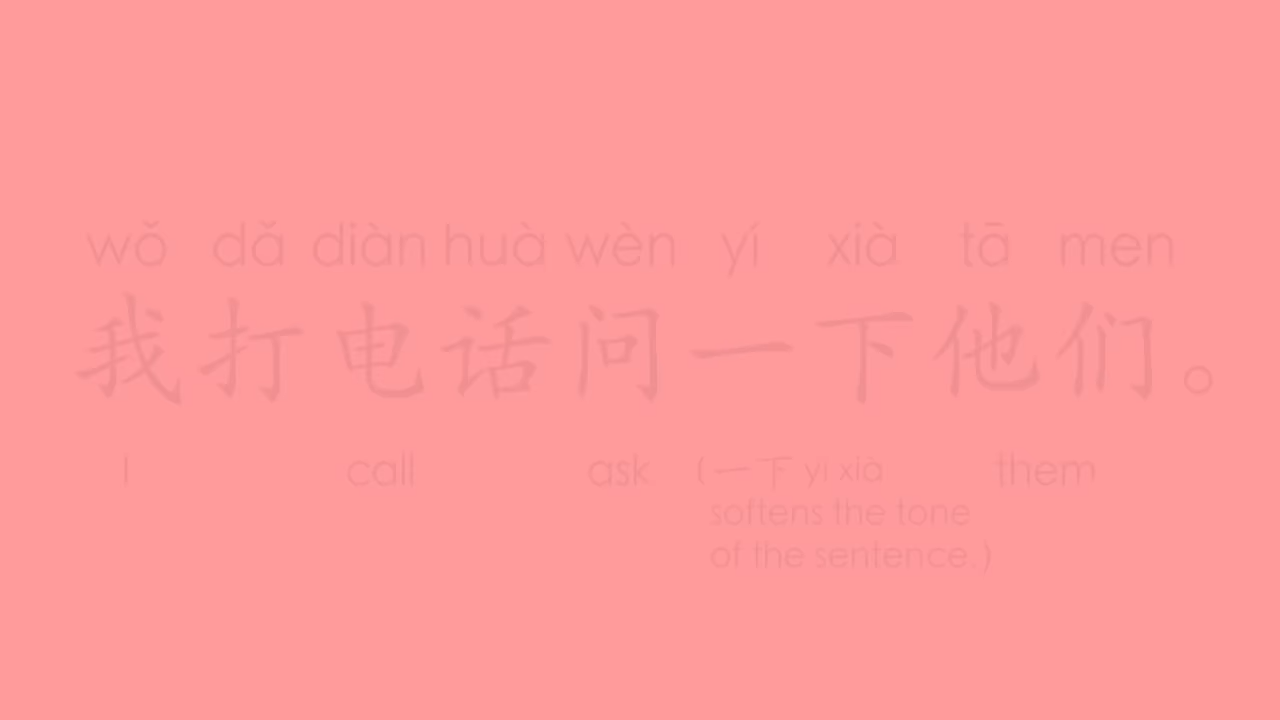 wǒ dǎ diàn huà wèn yí xià tā men
我打电话问一下他们。
I call ask (一下 yí xià them
softens the tone
of the sentence.)